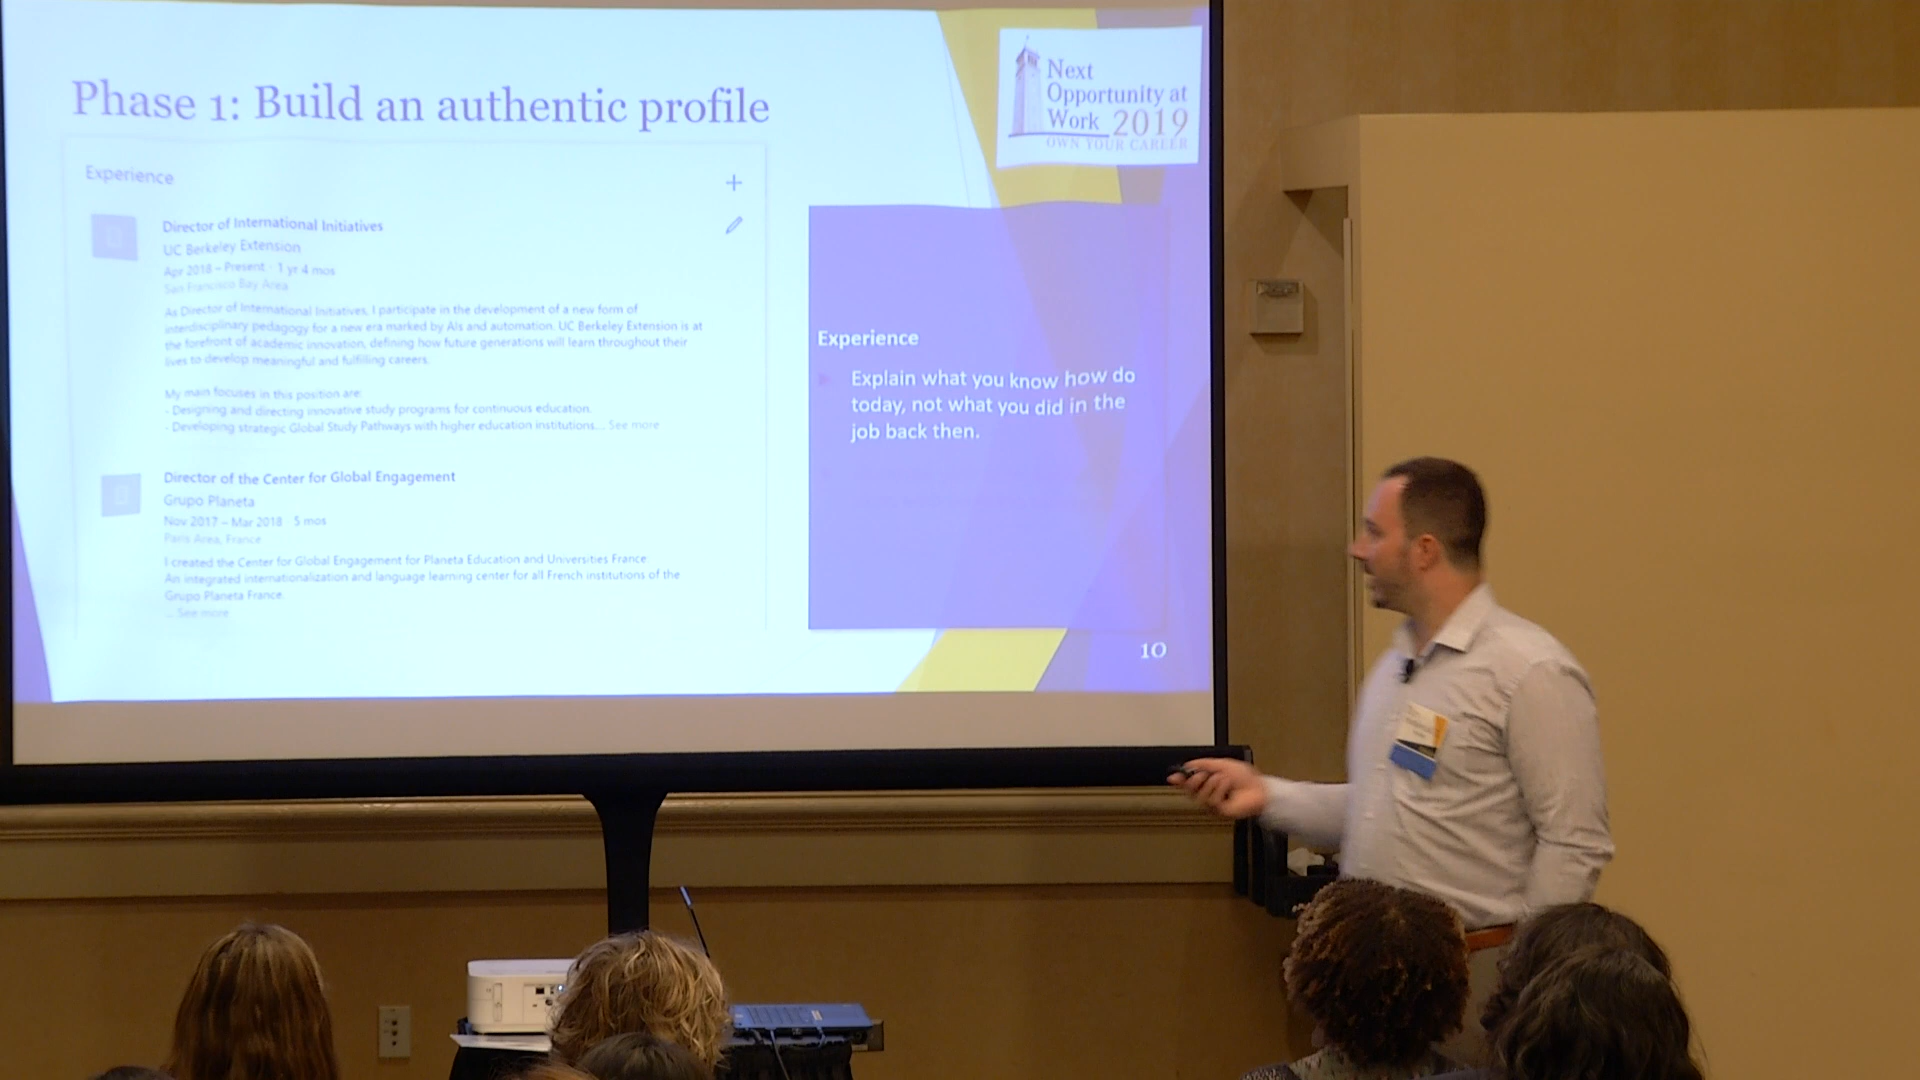 Phase 1: Build an authentic profile
Next
Opportunity at
Work 2019
OWN YOUR CAREER
Experience
Director of International Initiatives
UC Berkeley Extension
Apr 2018 – Present · 1 yr 4 mos
San Francisco Bay Area
As Director of International Initiatives, I participate in the development of a new form of
interdisciplinary pedagogy for a new era marked by AIs and automation. UC Berkeley Extension is at
the forefront of academic innovation, defining how future generations will learn throughout their
lives to develop meaningful and fulfilling careers.
My main focuses in this position are:
- Designing and directing innovative study programs for continuous education.
- Developing strategic Global Study Pathways with higher education institutions... See more
Director of the Center for Global Engagement
Grupo Planeta
Nov 2017 – Mar 2018 · 5 mos
Paris Area, France
I created the Center for Global Engagement for Planeta Education and Universities France.
An integrated internationalization and language learning center for all French institutions of the
Grupo Planeta France.
... See more
Experience
Explain what you know how do
today, not what you did in the
job back then.
10